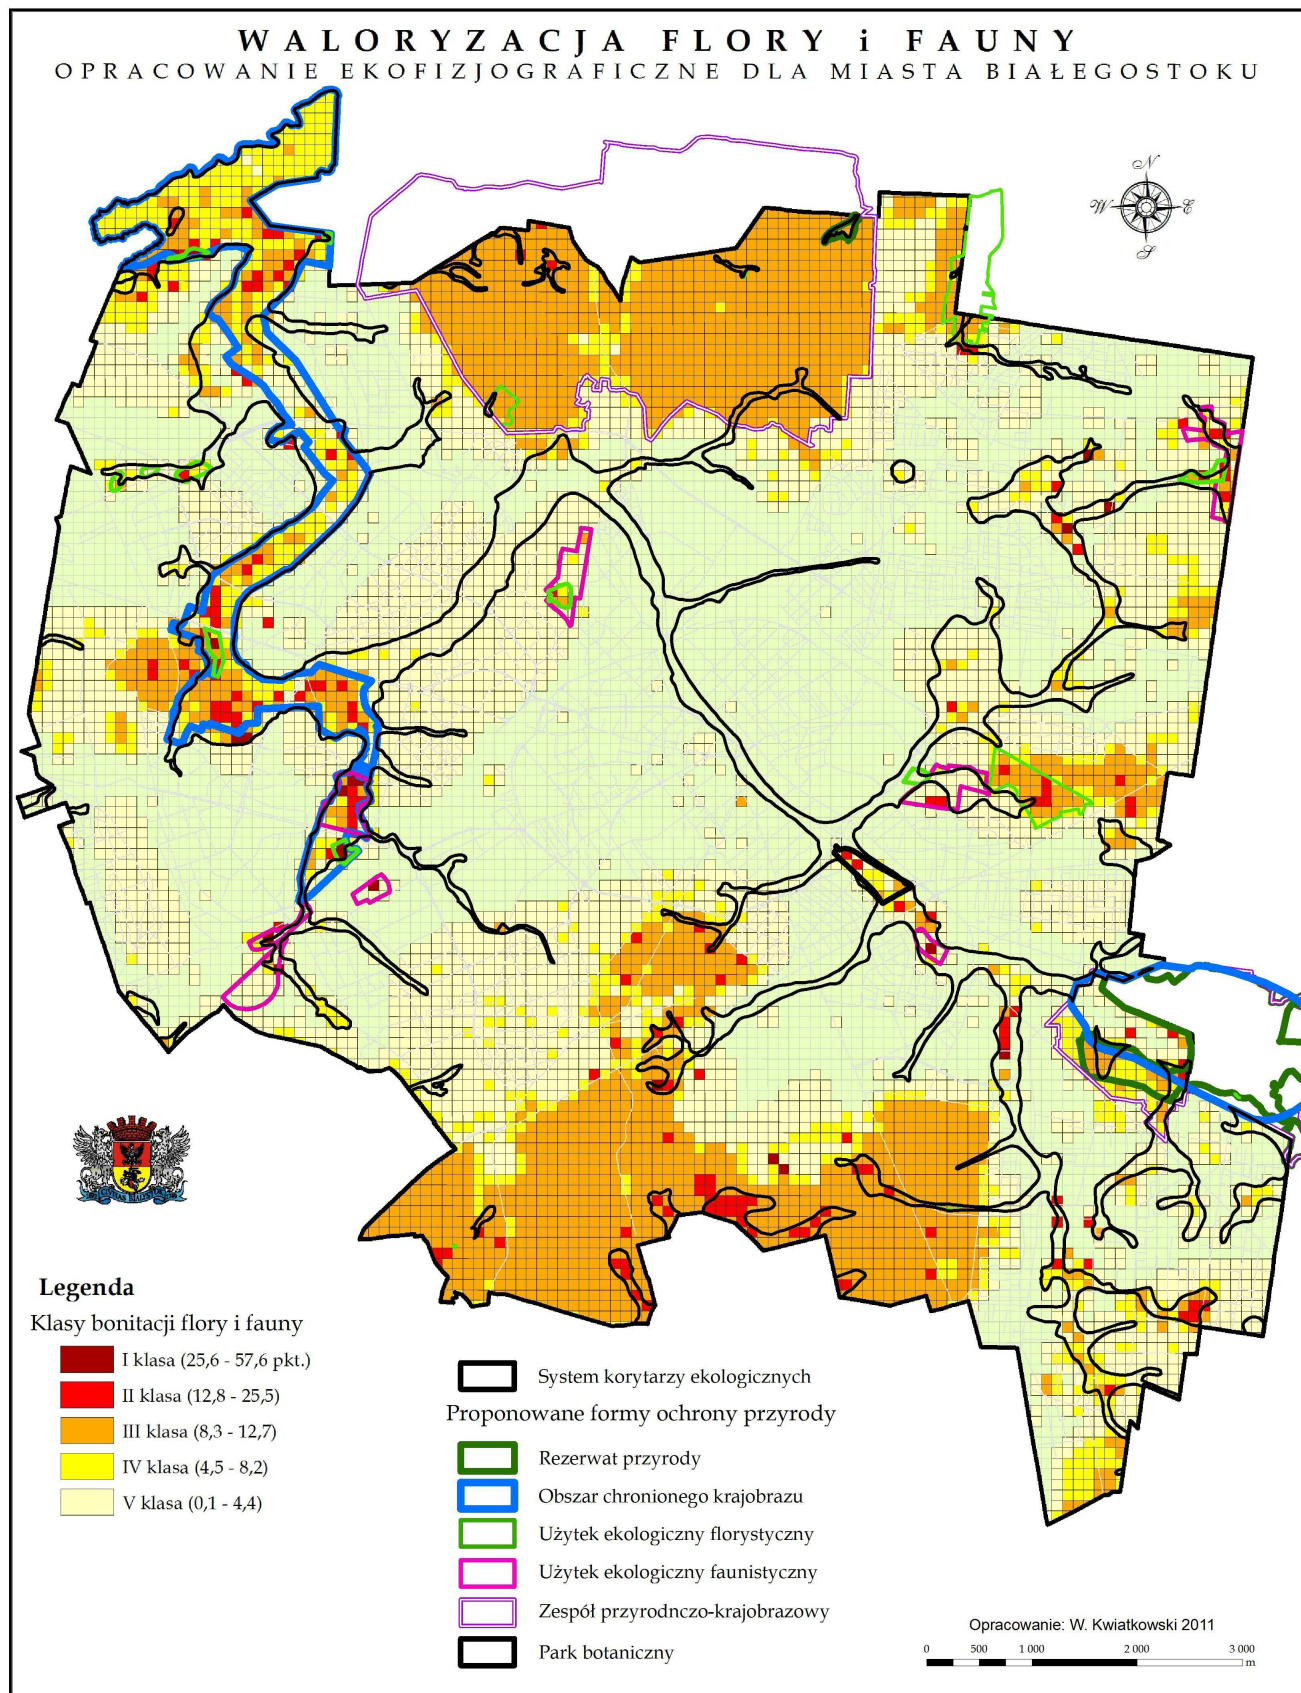 WALORYZACJA FLORY i FAUNY
OPRACOWANIE EKOFIZJOGRAFICZNE DLA MIASTA BIAŁEGOSTOKU
N
W E
S
Legenda
Klasy bonitacji flory i fauny
I klasa (25,6 - 57,6 pkt.)
II klasa (12,8 - 25,5)
III klasa (8,3 - 12,7)
IV klasa (4,5 - 8,2)
V klasa (0,1 - 4,4)
System korytarzy ekologicznych
Proponowane formy ochrony przyrody
Rezerwat przyrody
Obszar chronionego krajobrazu
Użytek ekologiczny florystyczny
Użytek ekologiczny faunistyczny
Zespół przyrodnczo-krajobrazowy
Park botaniczny
Opracowanie: W. Kwiatkowski 2011
0 500 1 000 2 000 3 000
m